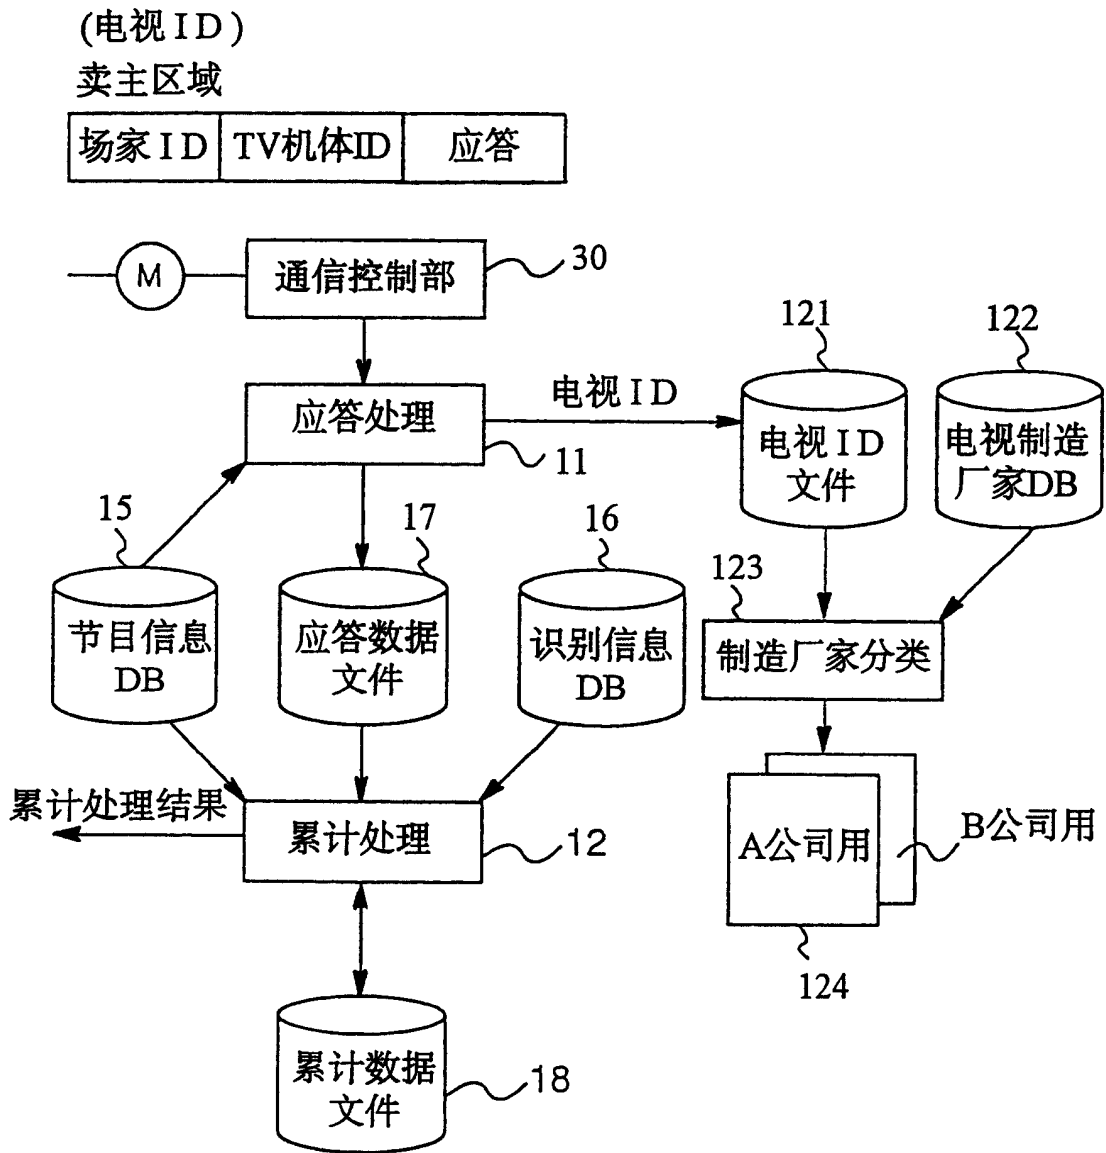 (电视ID)
卖主区域
场家ID TV机体ID 应答
M
通信控制部
30
应答处理
11
电视ID
121
122
电视ID
文件
电视制造
厂家DB
15
17
16
123
节目信息
DB
应答数据
文件
识别信息
DB
制造厂家分类
累计处理结果
累计处理
12
A公司用
B公司用
124
累计数据
文件
18